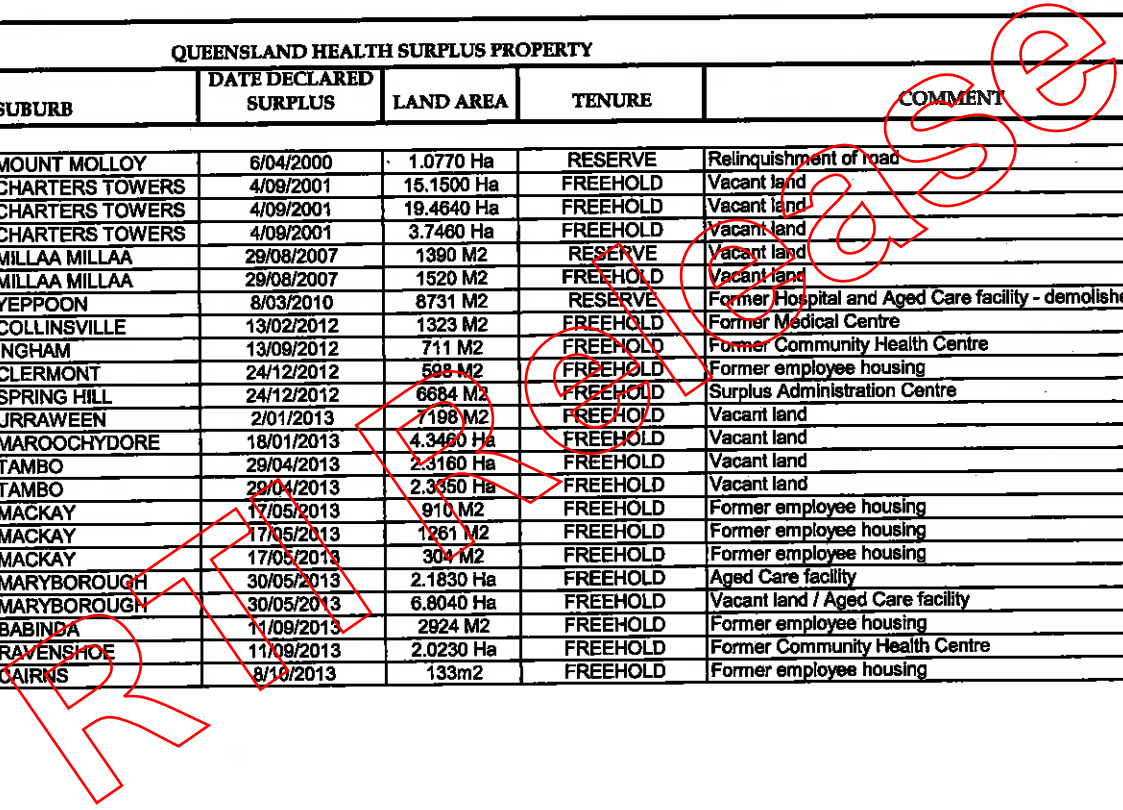 QUEENSLAND HEALTH SURPLUS PROPERTY
SUBURB DATE DECLARED SURPLUS LAND AREA TENURE COMMENT
MOUNT MOLLOY 6/04/2000 1.0770 Ha RESERVE Relinquishment of road
CHARTERS TOWERS 4/09/2001 15.1500 Ha FREEHOLD Vacant land
CHARTERS TOWERS 4/09/2001 19.4640 Ha FREEHOLD Vacant land
CHARTERS TOWERS 4/09/2001 3.7460 Ha FREEHOLD Vacant land
MILLAA MILLAA 29/08/2007 1390 M2 RESERVE Vacant land
MILLAA MILLAA 29/08/2007 1520 M2 FREEHOLD Vacant land
YEPPOON 8/03/2010 8731 M2 RESERVE Former Hospital and Aged Care facility - demolishe
COLLINSVILLE 13/02/2012 1323 M2 FREEHOLD Former Medical Centre
INGHAM 13/09/2012 711 M2 FREEHOLD Former Community Health Centre
CLERMONT 24/12/2012 598 M2 FREEHOLD Former employee housing
SPRING HILL 24/12/2012 6684 M2 FREEHOLD Surplus Administration Centre
URRAWEEN 2/01/2013 7198 M2 FREEHOLD Vacant land
MAROOCHYDORE 18/01/2013 4.3460 Ha FREEHOLD Vacant land
TAMBO 29/04/2013 2.3160 Ha FREEHOLD Vacant land
TAMBO 29/04/2013 2.3350 Ha FREEHOLD Vacant land
MACKAY 17/05/2013 910 M2 FREEHOLD Former employee housing
MACKAY 17/05/2013 1261 M2 FREEHOLD Former employee housing
MACKAY 17/05/2013 304 M2 FREEHOLD Former employee housing
MARYBOROUGH 30/05/2013 2.1830 Ha FREEHOLD Aged Care facility
MARYBOROUGH 30/05/2013 6.8040 Ha FREEHOLD Vacant land / Aged Care facility
BABINDA 11/09/2013 2924 M2 FREEHOLD Former employee housing
RAVENSHOE 11/09/2013 2.0230 Ha FREEHOLD Former Community Health Centre
CAIRNS 8/10/2013 133m2 FREEHOLD Former employee housing
RTI Release